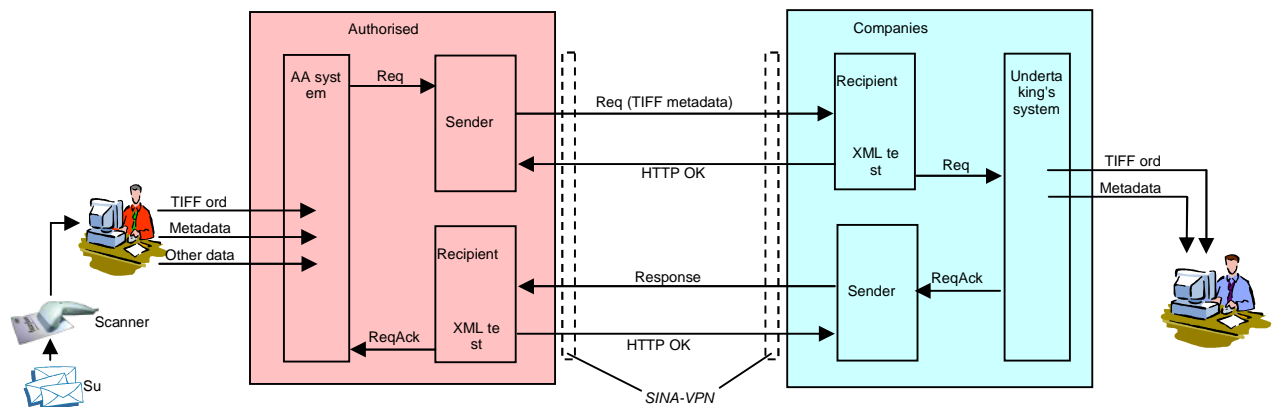 Authorised
Companies
AA syst
em
Req
Sender
Req (TIFF metadata)
HTTP OK
Recipient
XML te
st
Req
Underta
king's
system
TIFF ord
Metadata
TIFF ord
Metadata
Other data
Scanner
Su
Recipient
XML te
st
ReqAck
Response
HTTP OK
Sender
ReqAck
SINA-VPN